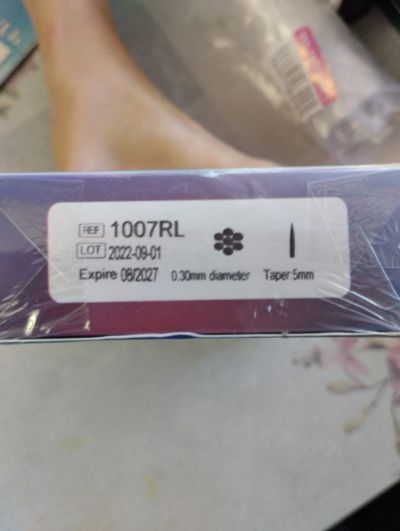 REF 1007RL
LOT 2022-09-01
Expire 08/2027 0.30mm diameter Taper:5mm